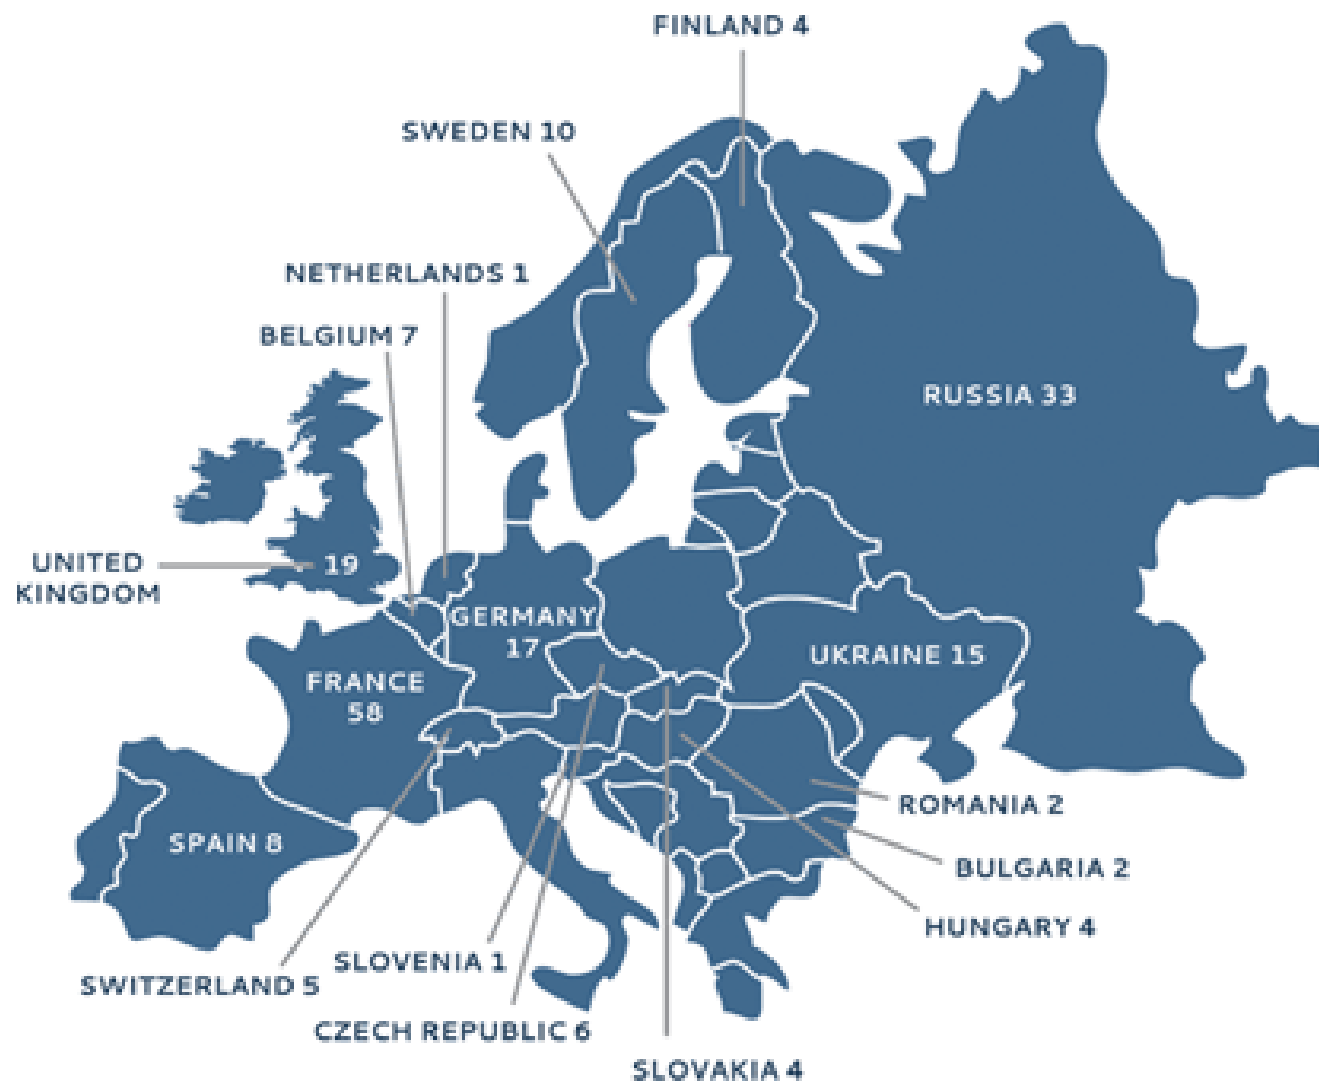 FINLAND 4
SWEDEN 10
NETHERLANDS 1
BELGIUM 7
RUSSIA 33
UNITED
KINGDOM
19
GERMANY
17
UKRAINE 15
FRANCE
58
ROMANIA 2
SPAIN 8
BULGARIA 2
HUNGARY 4
SLOVENIA 1
SWITZERLAND 5
CZECH REPUBLIC 6
SLOVAKIA 4